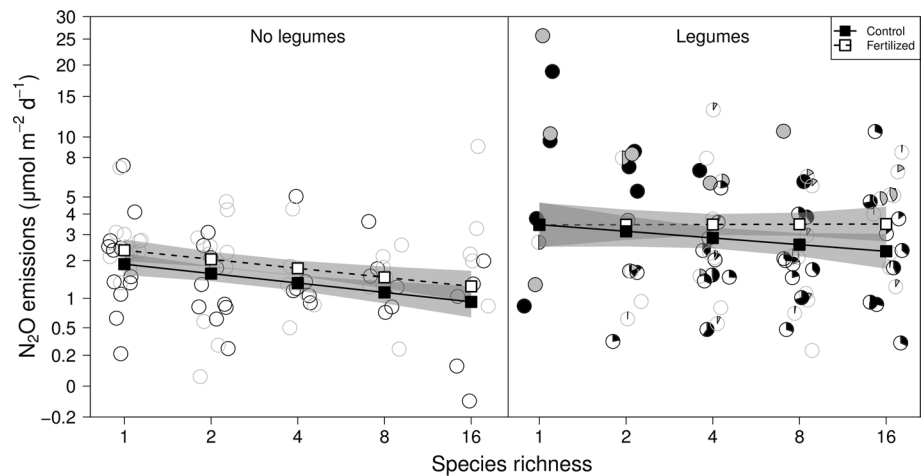 N₂O emissions (µmol m⁻² d⁻¹)
30
25
20
15
10
8
5
4
3
2
1
0.5
0.2
0
−0.2
No legumes
Legumes
Control
Fertilized
1 2 4 8 16
1 2 4 8 16
Species richness